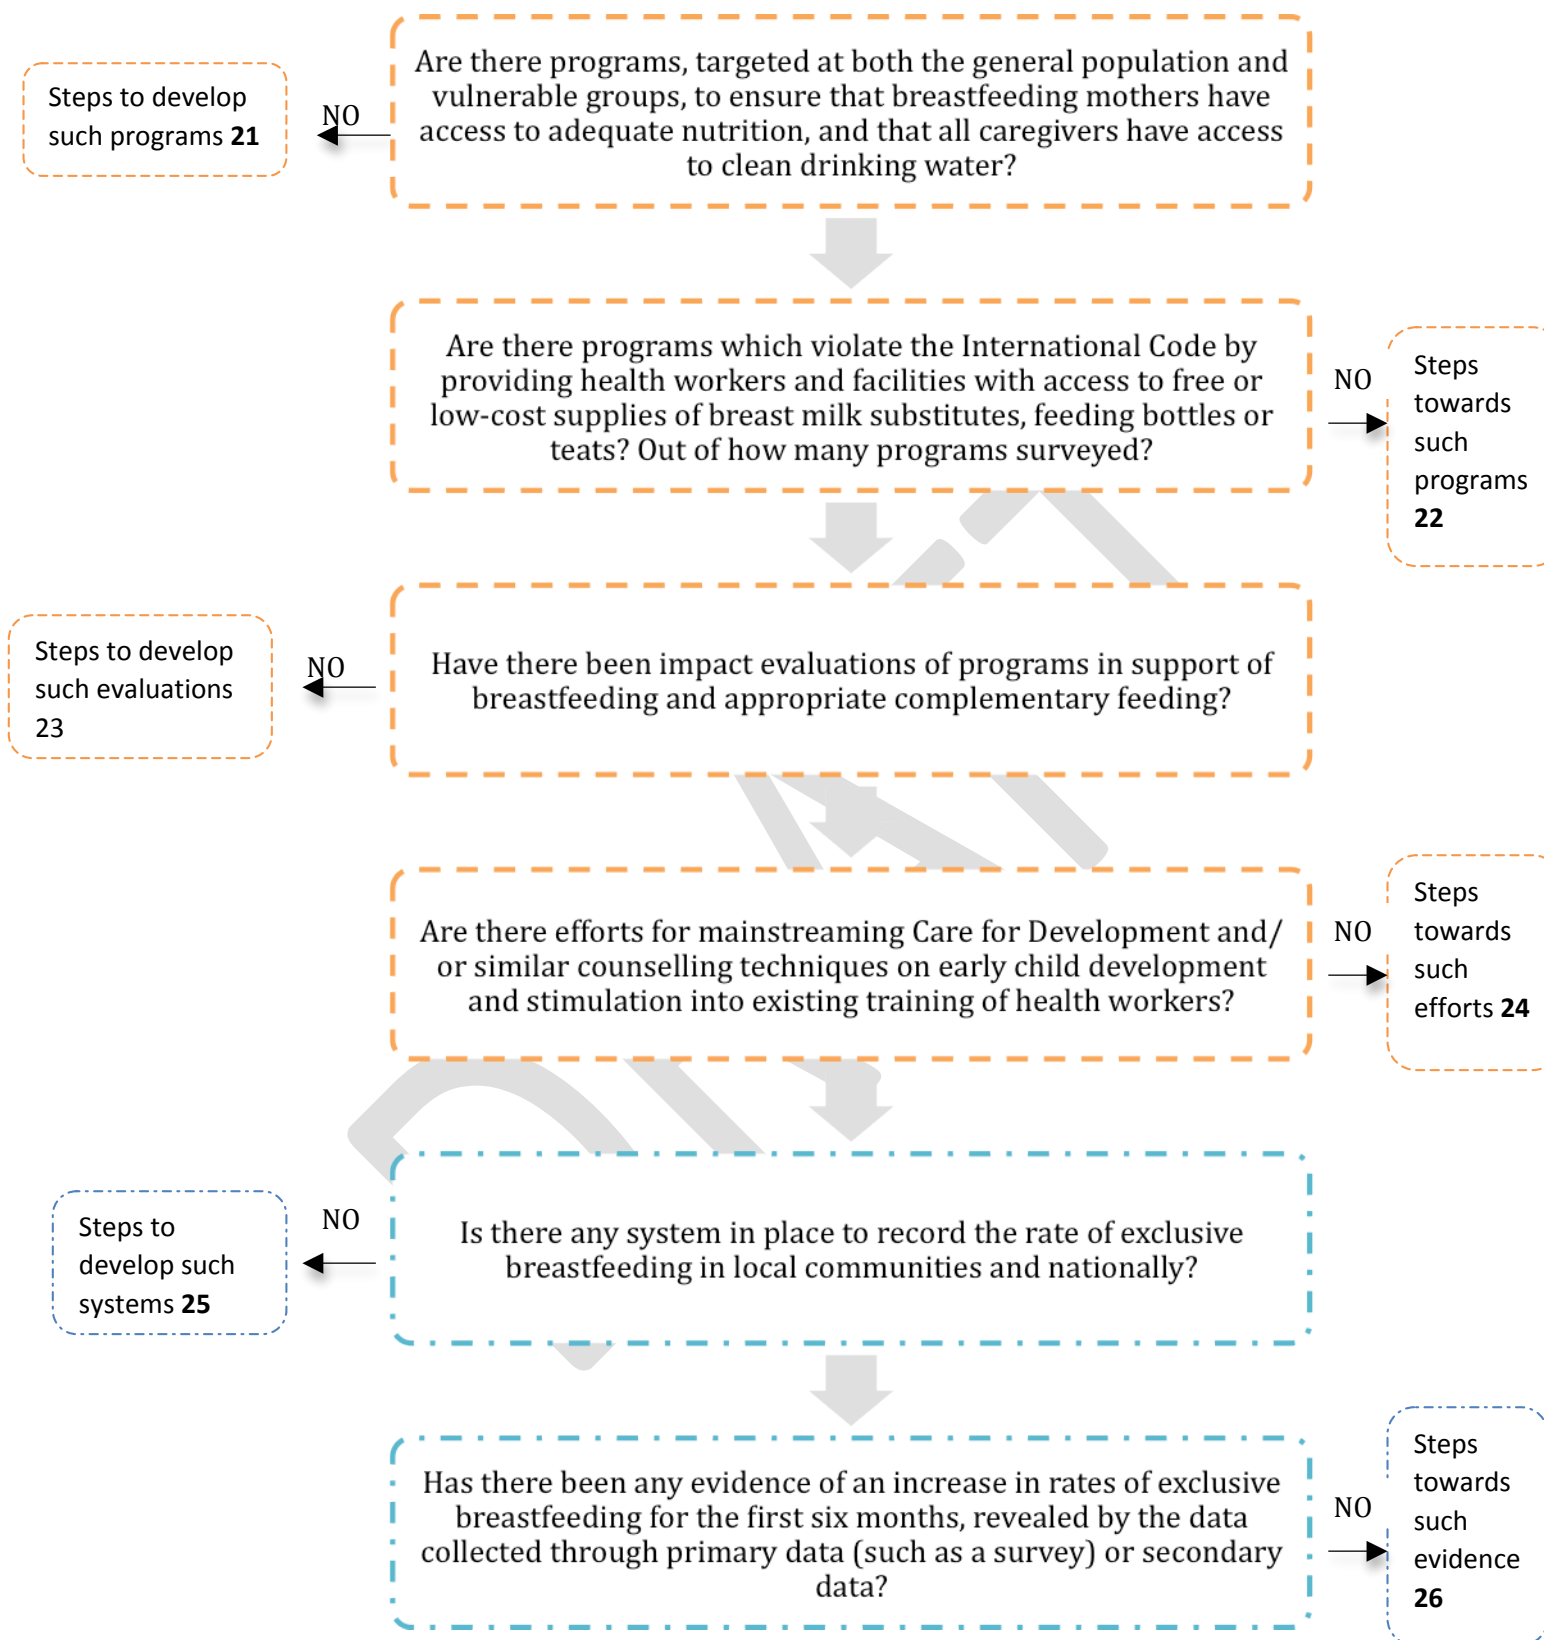 Are there programs, targeted at both the general population and
vulnerable groups, to ensure that breastfeeding mothers have
access to adequate nutrition, and that all caregivers have access
to clean drinking water?
NO
Steps to develop
such programs 21
Are there programs which violate the International Code by
providing health workers and facilities with access to free or
low-cost supplies of breast milk substitutes, feeding bottles or
teats? Out of how many programs surveyed?
NO
Steps
towards
such
programs
22
Have there been impact evaluations of programs in support of
breastfeeding and appropriate complementary feeding?
NO
Steps to develop
such evaluations
23
Are there efforts for mainstreaming Care for Development and/
or similar counselling techniques on early child development
and stimulation into existing training of health workers?
NO
Steps
towards
such
efforts 24
Is there any system in place to record the rate of exclusive
breastfeeding in local communities and nationally?
NO
Steps to
develop such
systems 25
Has there been any evidence of an increase in rates of exclusive
breastfeeding for the first six months, revealed by the data
collected through primary data (such as a survey) or secondary
data?
NO
Steps
towards
such
evidence
26